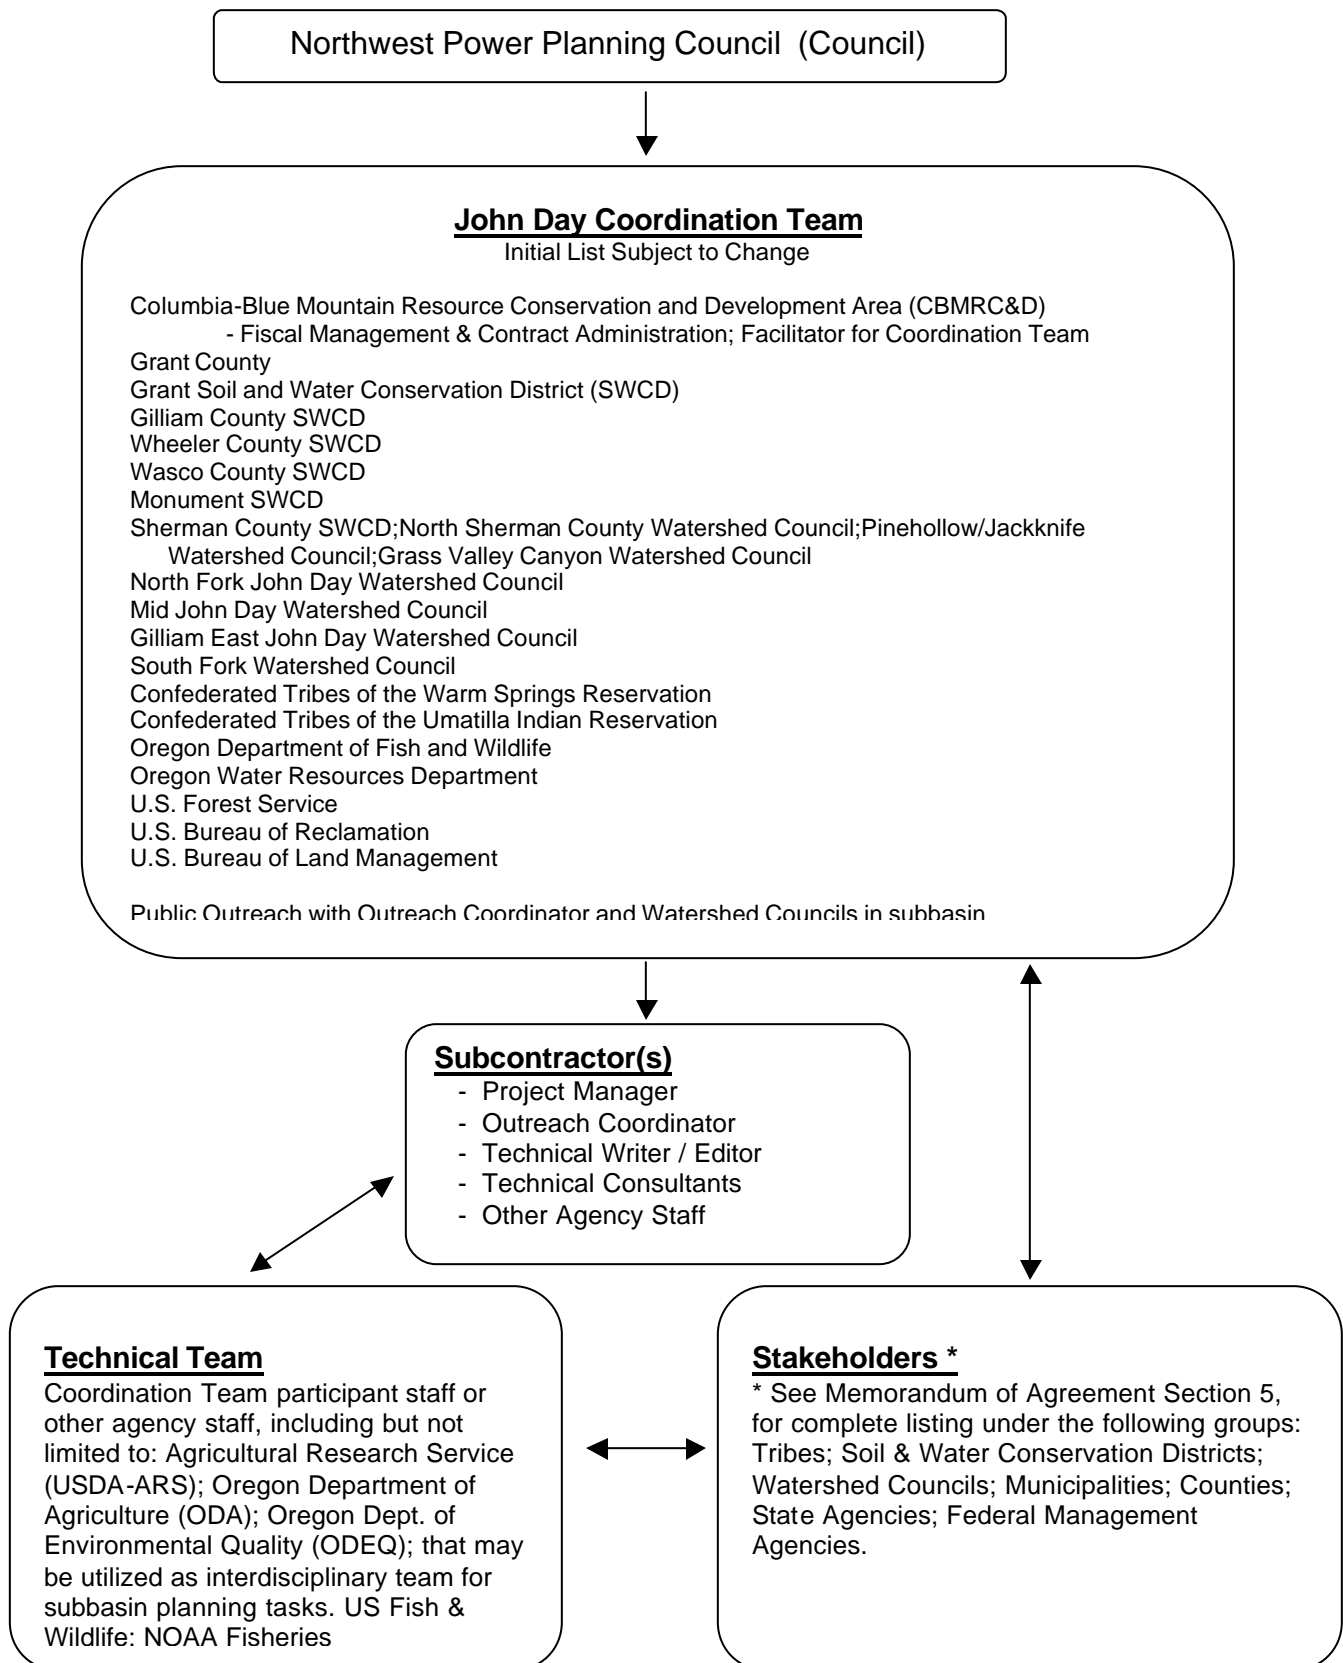 Northwest Power Planning Council (Council)
John Day Coordination Team
Initial List Subject to Change
Columbia-Blue Mountain Resource Conservation and Development Area (CBMRC&D)
- Fiscal Management & Contract Administration; Facilitator for Coordination Team
Grant County
Grant Soil and Water Conservation District (SWCD)
Gilliam County SWCD
Wheeler County SWCD
Wasco County SWCD
Monument SWCD
Sherman County SWCD;North Sherman County Watershed Council;Pinehollow/Jackknife
Watershed Council;Grass Valley Canyon Watershed Council
North Fork John Day Watershed Council
Mid John Day Watershed Council
Gilliam East John Day Watershed Council
South Fork Watershed Council
Confederated Tribes of the Warm Springs Reservation
Confederated Tribes of the Umatilla Indian Reservation
Oregon Department of Fish and Wildlife
Oregon Water Resources Department
U.S. Forest Service
U.S. Bureau of Reclamation
U.S. Bureau of Land Management
Public Outreach with Outreach Coordinator and Watershed Councils in subbasin
Subcontractor(s)
- Project Manager
- Outreach Coordinator
- Technical Writer / Editor
- Technical Consultants
- Other Agency Staff
Technical Team
Coordination Team participant staff or
other agency staff, including but not
limited to: Agricultural Research Service
(USDA-ARS); Oregon Department of
Agriculture (ODA); Oregon Dept. of
Environmental Quality (ODEQ); that may
be utilized as interdisciplinary team for
subbasin planning tasks. US Fish &
Wildlife: NOAA Fisheries
Stakeholders *
* See Memorandum of Agreement Section 5,
for complete listing under the following groups:
Tribes; Soil & Water Conservation Districts;
Watershed Councils; Municipalities; Counties;
State Agencies; Federal Management
Agencies.